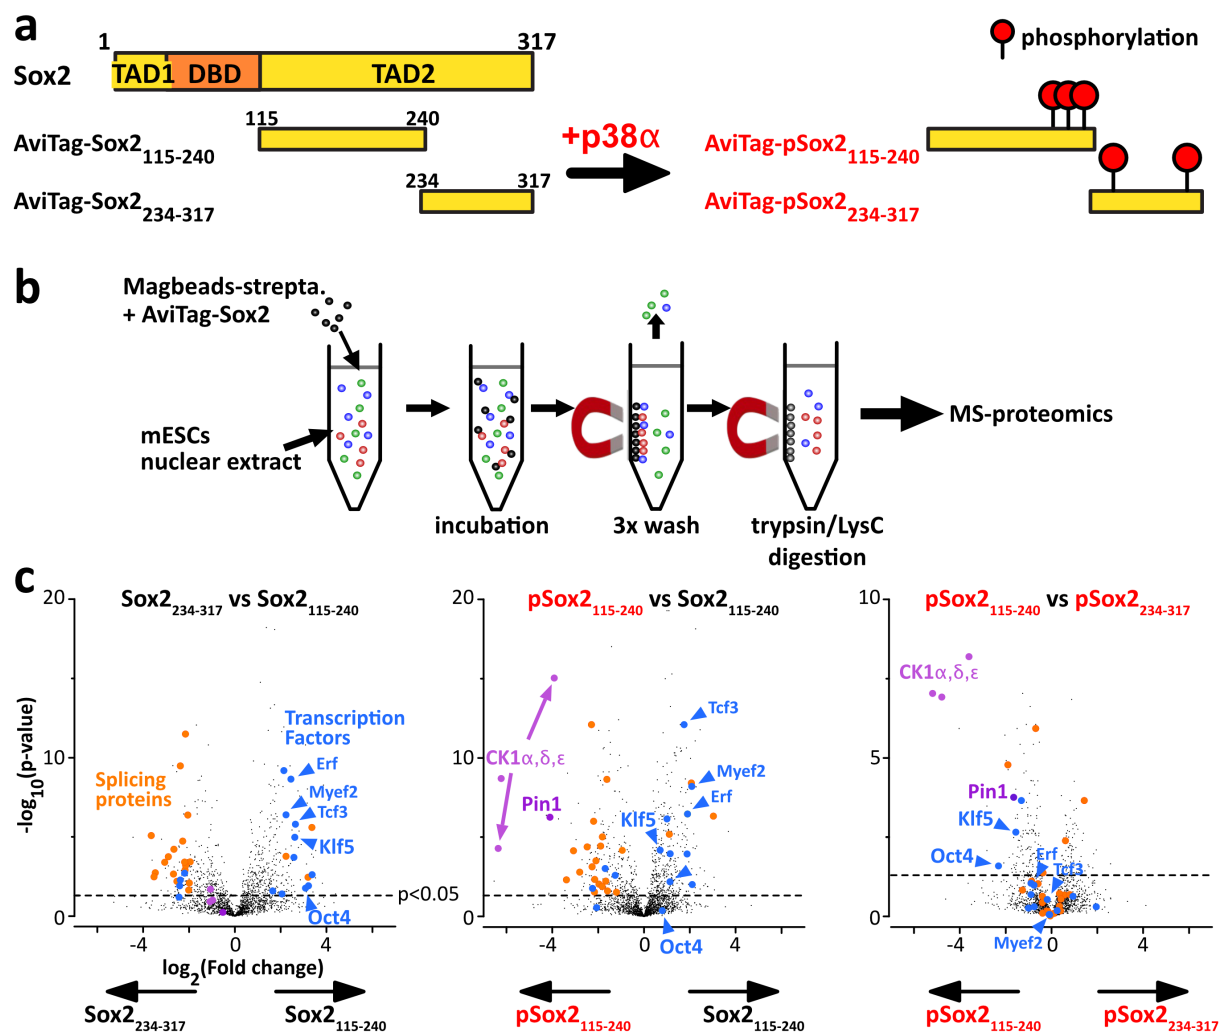 a
1 317
phosphorylation
Sox2 TAD1 DBD TAD2
115 240
AviTag-Sox2115-240
+p38α
AviTag-pSox2115-240
234 317
AviTag-Sox2234-317
AviTag-pSox2234-317
b
Magbeads-strepta.
+ AviTag-Sox2
mESCs
nuclear extract
MS-proteomics
incubation
3x wash
trypsin/LysC
digestion
c
Sox2234-317 vs Sox2115-240
20
10
0
-log10(p-value)
Transcription
Factors
Erf
Splicing
proteins
Myef2
Tcf3
Klf5
Oct4
p<0.05
-4 0 4
log2(Fold change)
Sox2234-317
Sox2115-240
pSox2115-240 vs Sox2115-240
20
10
0
Tcf3
CK1α,δ,ε
Myef2
Pin1
Erf
Klf5
Oct4
-4 0 4
pSox2115-240
Sox2115-240
pSox2115-240 vs pSox2234-317
10
5
0
CK1α,δ,ε
Pin1
Klf5
Oct4
Erf
Tcf3
Myef2
-4 0 4
pSox2115-240
pSox2234-317